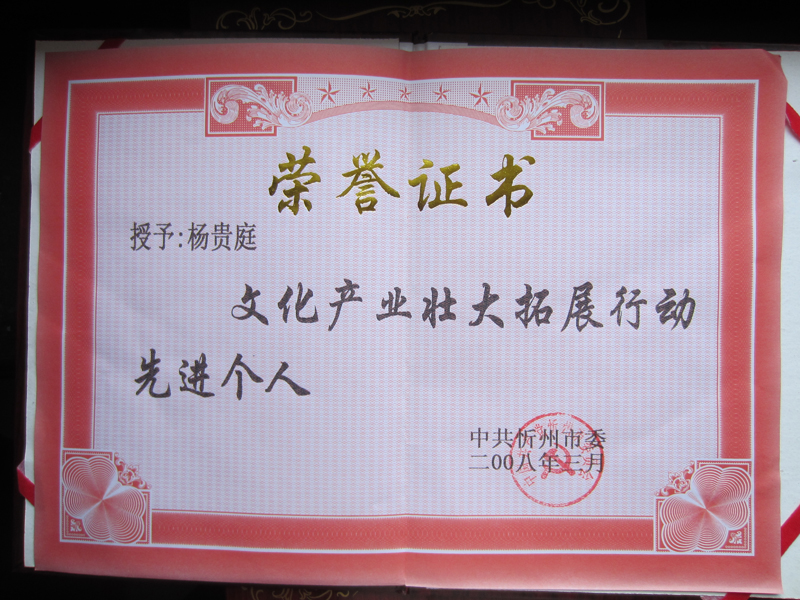 荣誉证书
授予:杨贵庭
文化产业壮大拓展行动
先进个人
中共忻州市委
二00八年三月